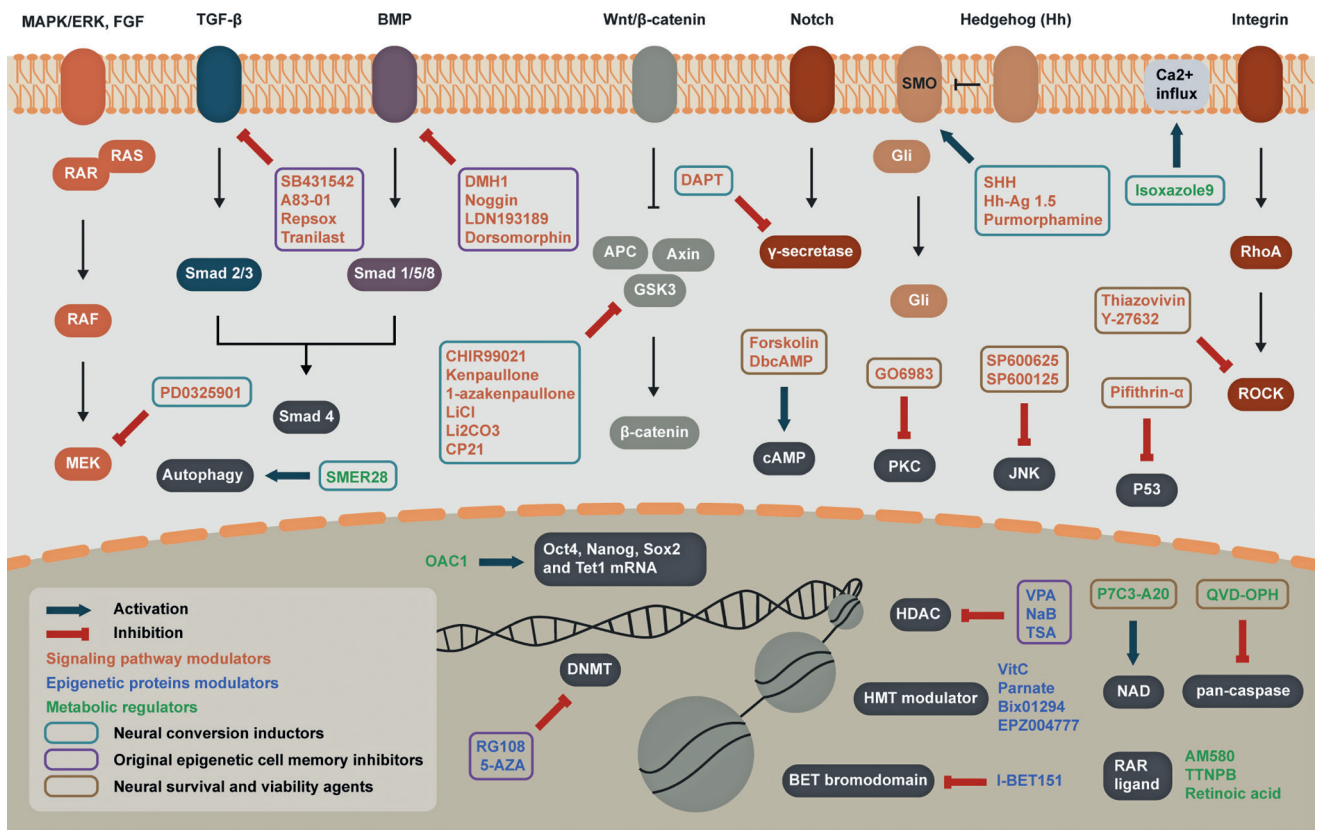 MAPK/ERK, FGF
TGF-β
BMP
Wnt/β-catenin
Notch
Hedgehog (Hh)
Integrin
SMO
Ca2+
influx
RAS
RAR
Gli
SB431542
A83-01
Repsox
Tranilast
DMH1
Noggin
LDN193189
Dorsomorphin
DAPT
SHH
Hh-Ag 1.5
Purmorphamine
Isoxazole9
APC
Axin
GSK3
γ-secretase
RhoA
Smad 2/3
Smad 1/5/8
Gli
RAF
Thiazovivin
Y-27632
CHIR99021
Kenpaullone
1-azakenpaullone
LiCl
Li2CO3
CP21
Forskolin
DbcAMP
GO6983
SP600625
SP600125
Pifithrin-α
ROCK
PD0325901
Smad 4
β-catenin
MEK
Autophagy
SMER28
cAMP
PKC
JNK
P53
OAC1
Oct4, Nanog, Sox2
and Tet1 mRNA
Activation
Inhibition
Signaling pathway modulators
Epigenetic proteins modulators
Metabolic regulators
Neural conversion inductors
Original epigenetic cell memory inhibitors
Neural survival and viability agents
DNMT
RG108
5-AZA
HDAC
VPA
NaB
TSA
P7C3-A20
QVD-OPH
HMT modulator
VitC
Parnate
Bix01294
EPZ004777
NAD
pan-caspase
BET bromodomain
I-BET151
RAR
ligand
AM580
TTNPB
Retinoic acid